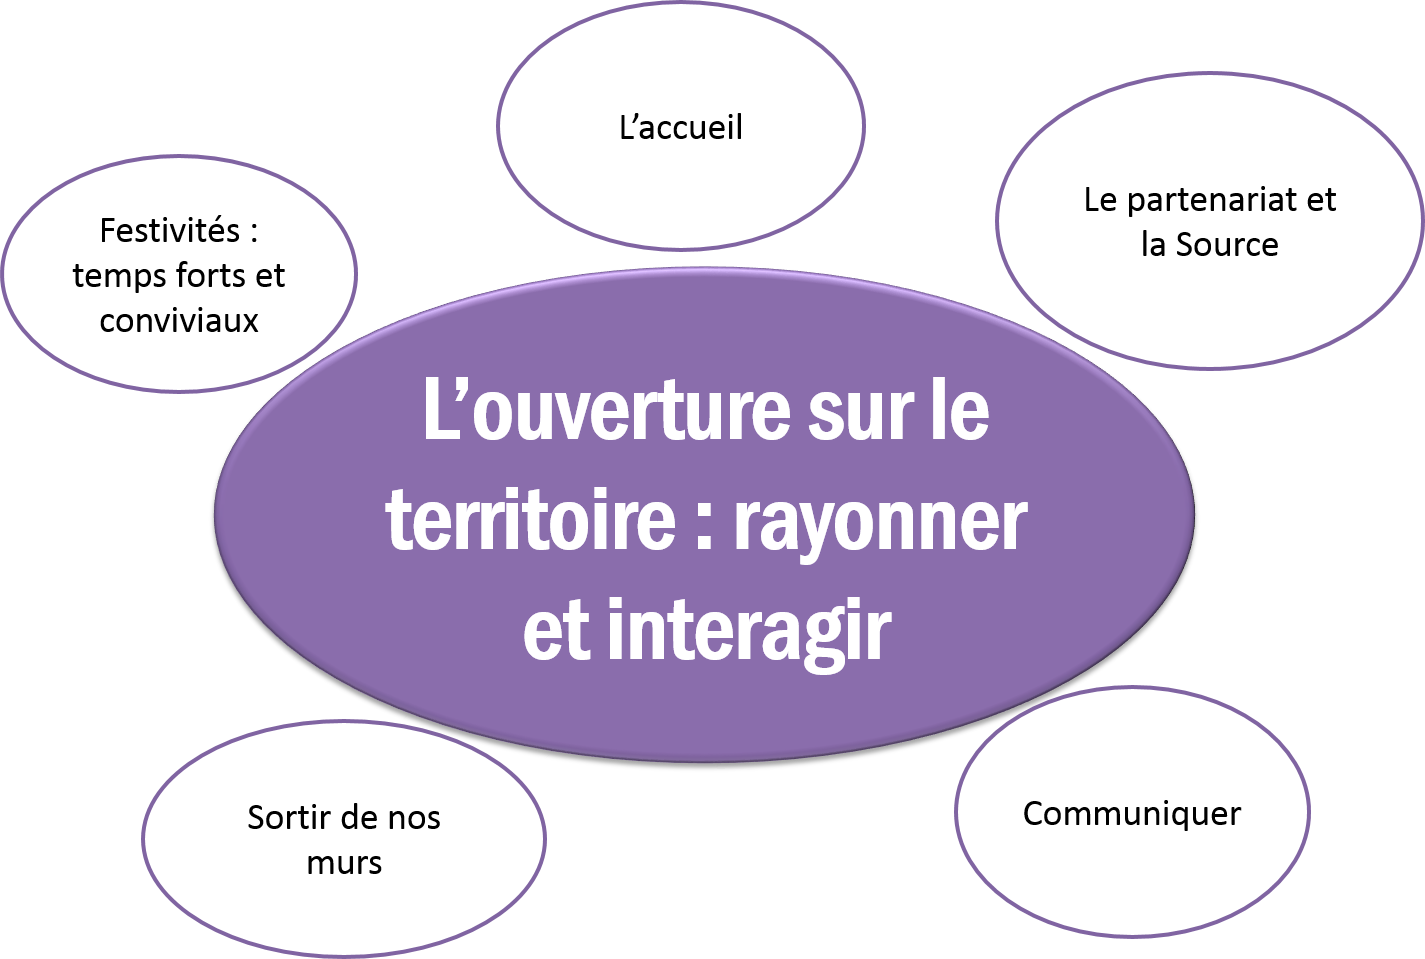 L’accueil
Le partenariat et
la Source
Festivités :
temps forts et
conviviaux
L’ouverture sur le
territoire : rayonner
et interagir
Sortir de nos
murs
Communiquer